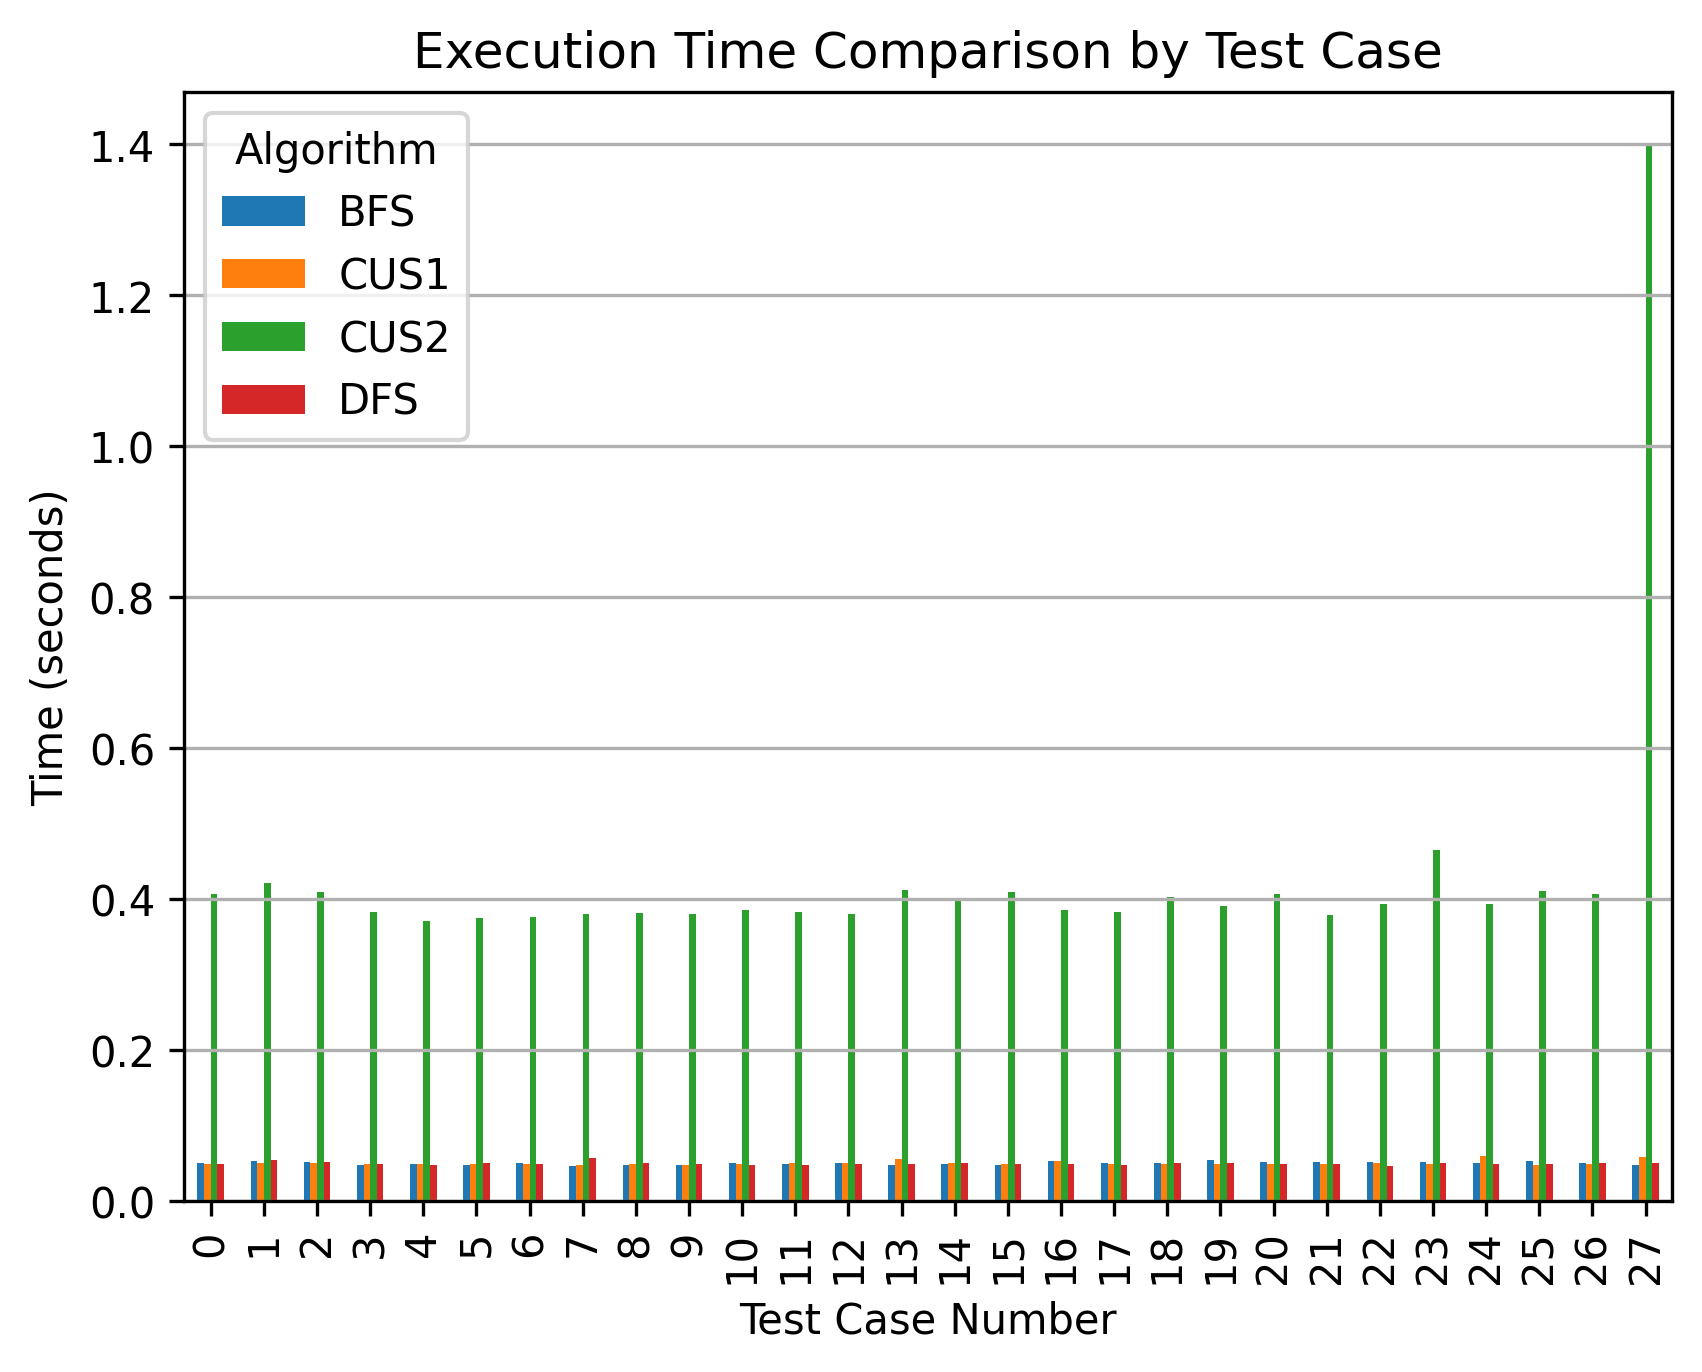 Execution Time Comparison by Test Case
Algorithm
BFS
CUS1
CUS2
DFS
1.4
1.2
1.0
0.8
0.6
0.4
0.2
0.0
Time (seconds)
0 1 2 3 4 5 6 7 8 9 10 11 12 13 14 15 16 17 18 19 20 21 22 23 24 25 26 27
Test Case Number